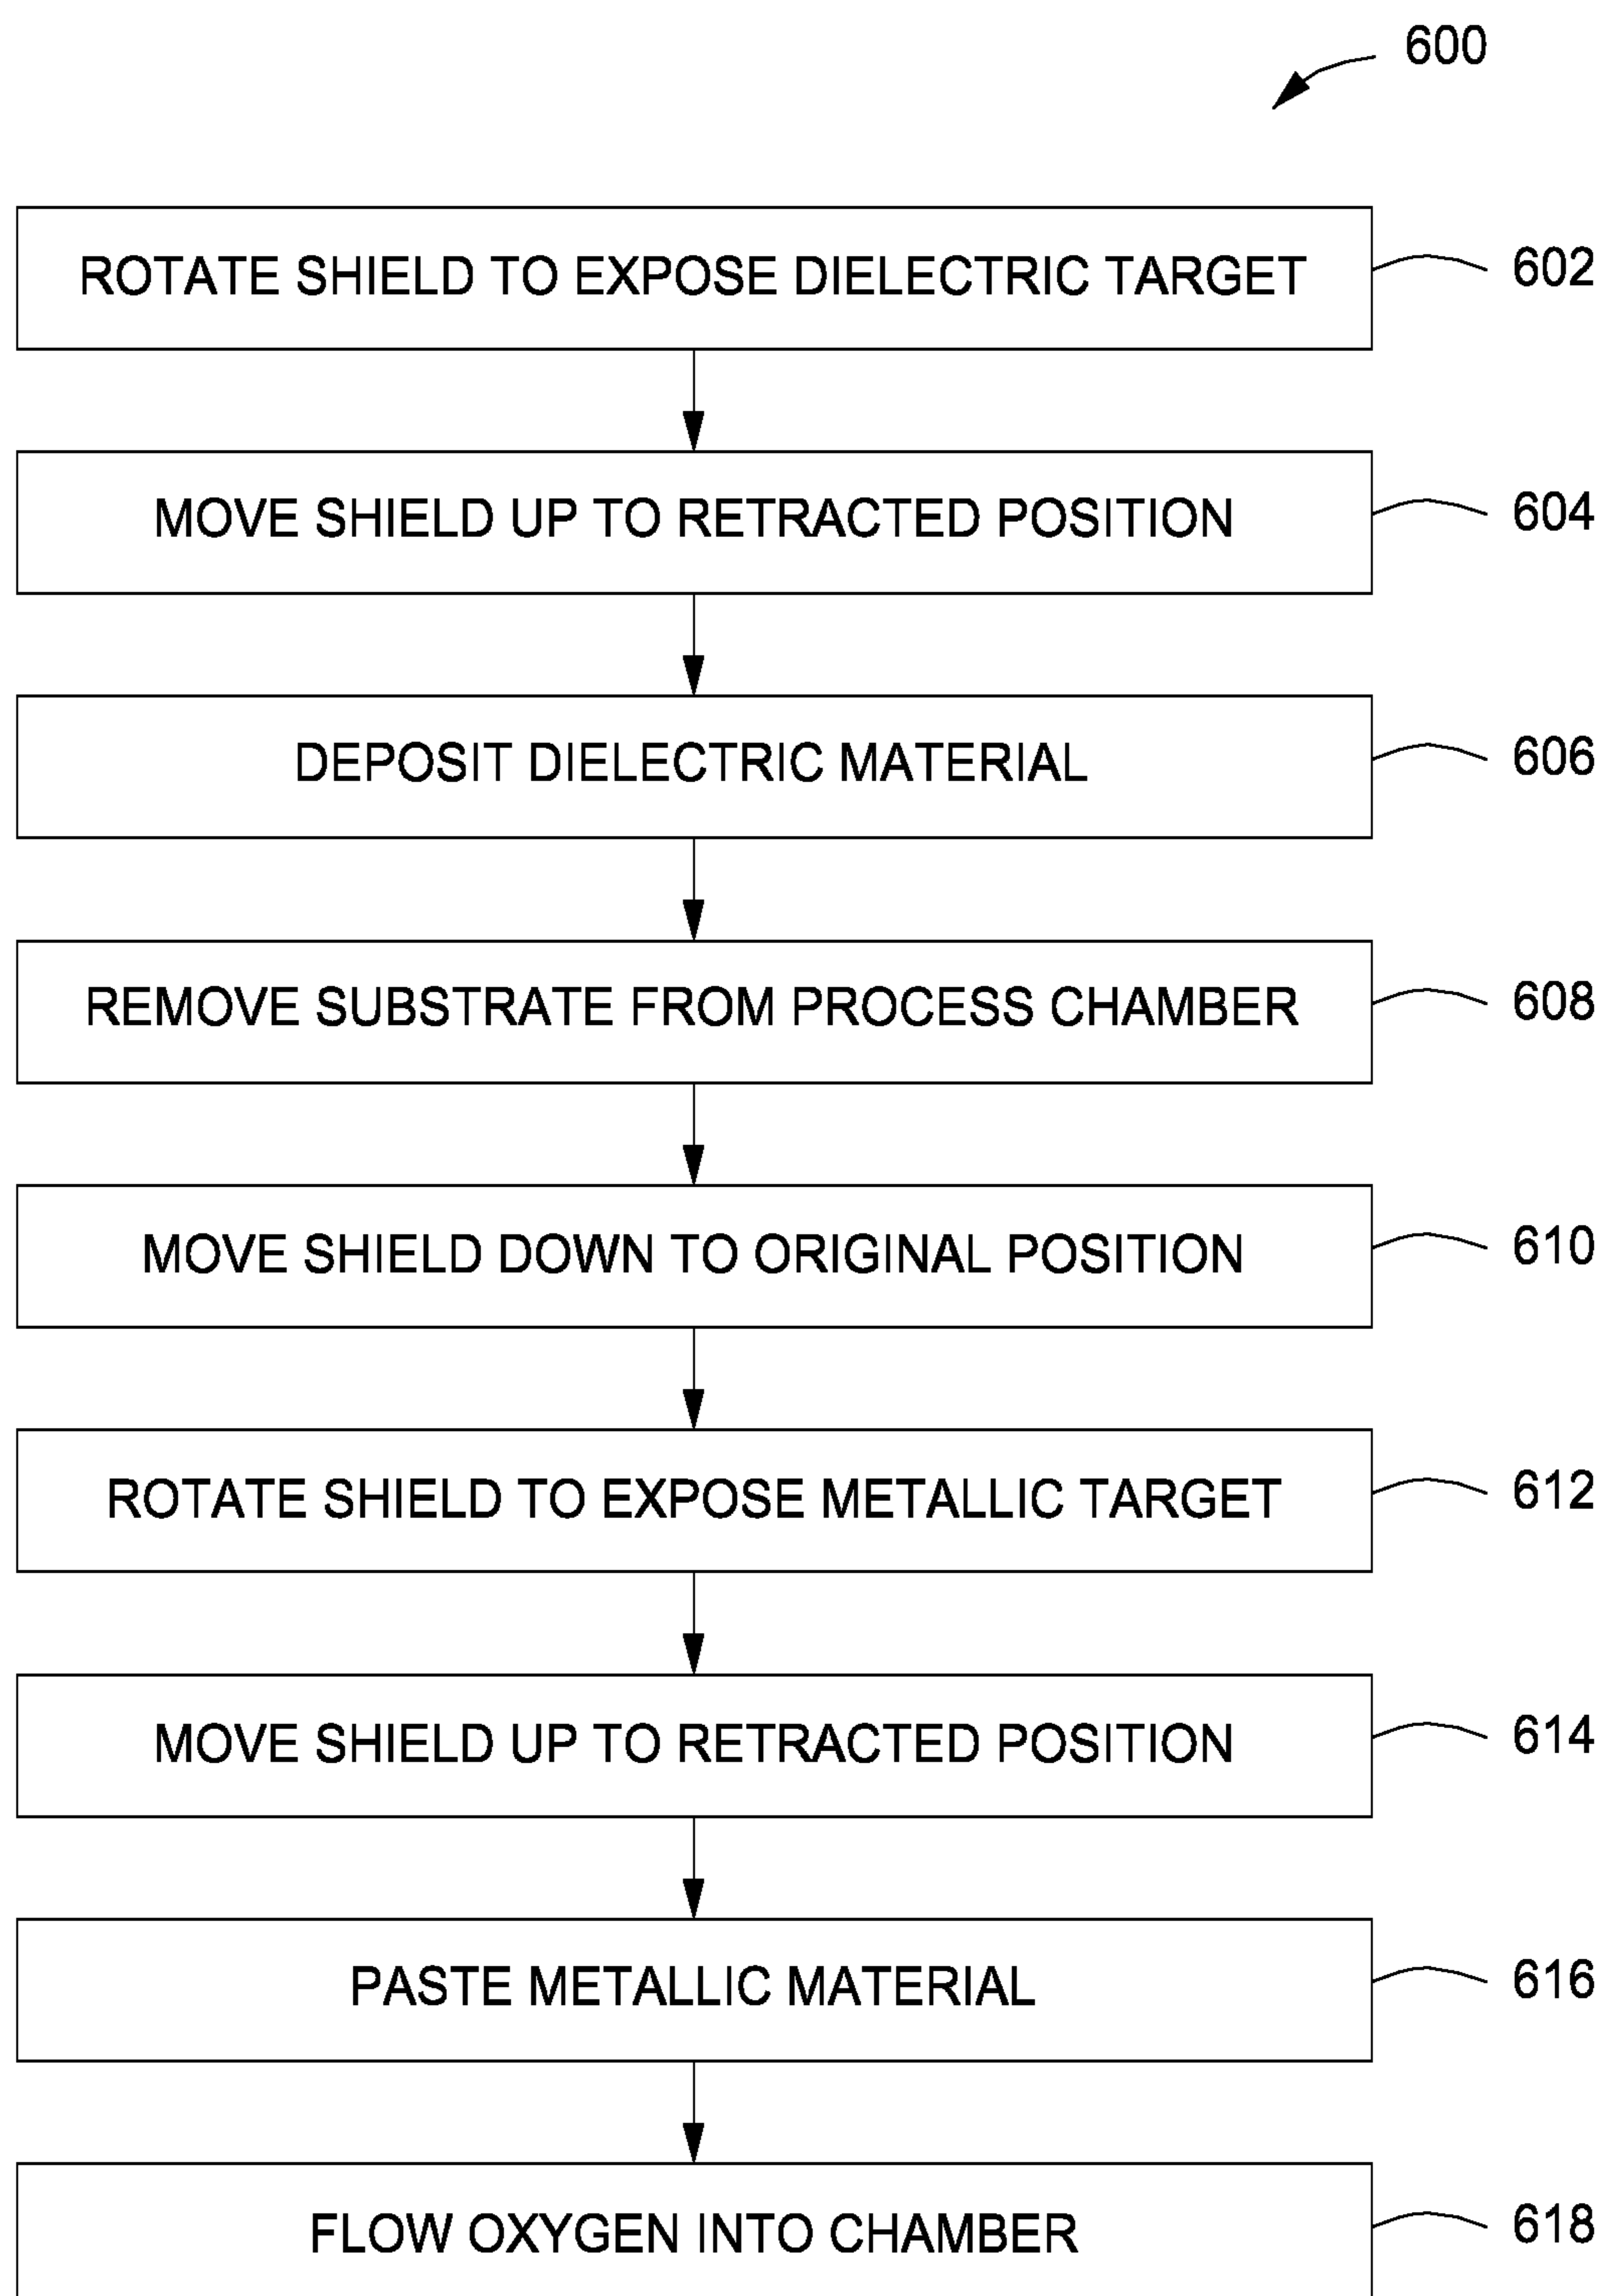 600
ROTATE SHIELD TO EXPOSE DIELECTRIC TARGET 602
MOVE SHIELD UP TO RETRACTED POSITION 604
DEPOSIT DIELECTRIC MATERIAL 606
REMOVE SUBSTRATE FROM PROCESS CHAMBER 608
MOVE SHIELD DOWN TO ORIGINAL POSITION 610
ROTATE SHIELD TO EXPOSE METALLIC TARGET 612
MOVE SHIELD UP TO RETRACTED POSITION 614
PASTE METALLIC MATERIAL 616
FLOW OXYGEN INTO CHAMBER 618